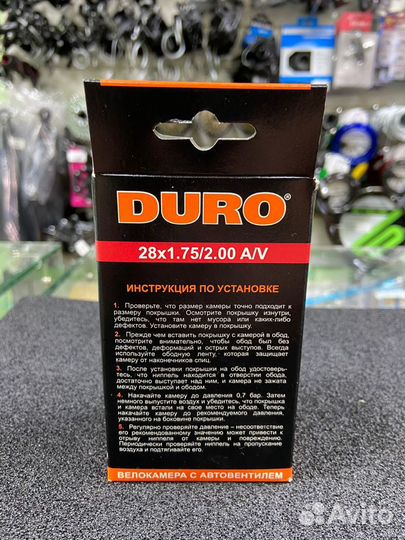 DURO®
28x1.75/2.00 A/V
ИНСТРУКЦИЯ ПО УСТАНОВКЕ
1. Проверьте, что размер камеры точно подходит к
размеру покрышки. Осмотрите покрышку изнутри,
убедитесь, что там нет мусора или каких-либо
дефектов. Установите камеру в покрышку.
2. Прежде чем вставить покрышку с камерой в обод,
посмотрите внимательно, чтобы обод был без
дефектов, деформаций и острых выступов. Всегда
используйте ободную ленту, которая защищает
камеру от наконечников спиц.
3. После установки покрышки на обод удостоверь-
тесь, что ниппель находится в отверстии обода,
достаточно выступает над ним, и камера не зажата
между покрышкой и ободом.
4. Накачивайте камеру до давления 0,7 бар. Затем
немного выпустите воздух и убедитесь, что покрышка
и камера встали на свое место на ободе. Теперь
накачайте камеру до рекомендуемого давления,
указанного на боковине покрышки.
5. Регулярно проверяйте давление – несоответствие
его рекомендованному значению может привести к
отрыву ниппеля от камеры и повреждению.
Периодически проверяйте ниппель на пропускание
воздуха и подтягивайте его.
ВЕЛОКАМЕРА С АВТОВЕНТИЛЕМ
Avito